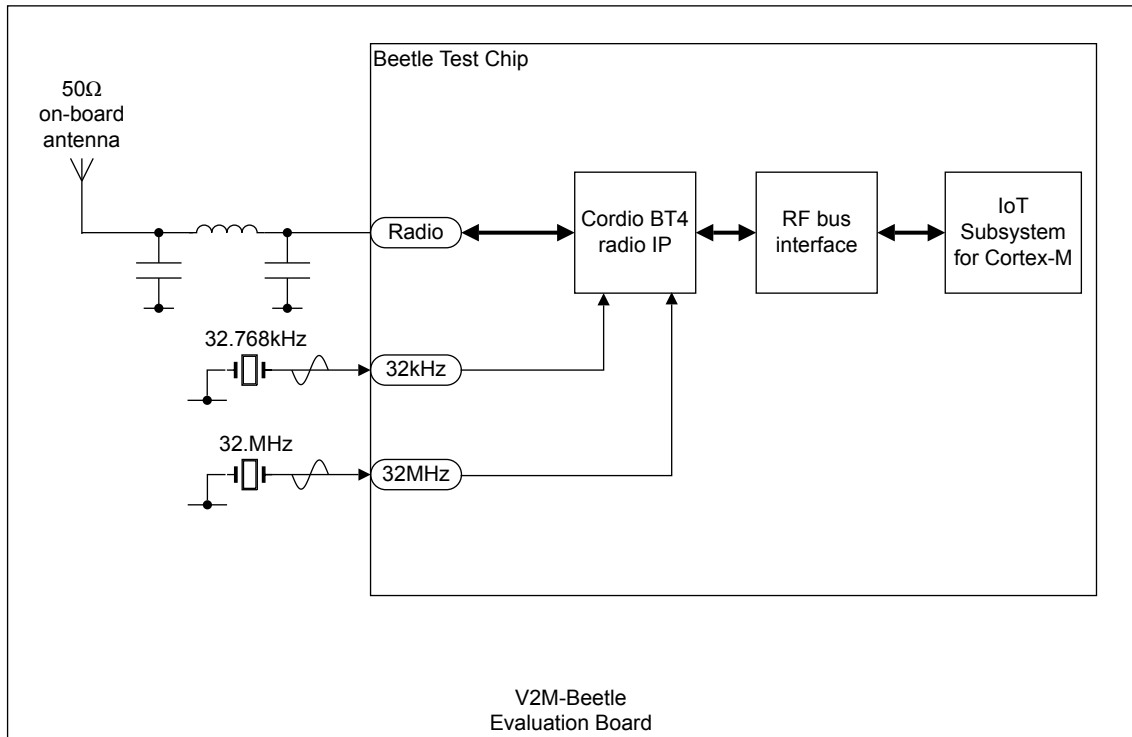 Beetle Test Chip
50Ω
on-board
antenna
Radio
Cordio BT4
radio IP
RF bus
interface
IoT
Subsystem
for Cortex-M
32.768kHz
32kHz
32.MHz
32MHz
V2M-Beetle
Evaluation Board